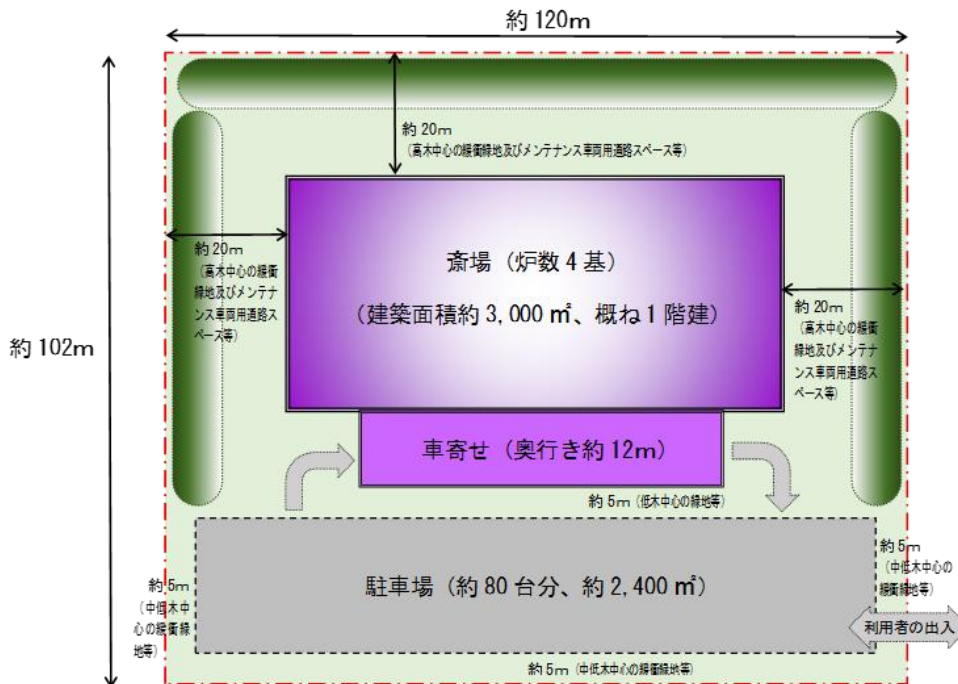 約 120m
約 20m
(高木中心の緩衝緑地及びメンテナンス車両用通路スペース等)
約 20m
(高木中心の緩衝
緑地及びメンテナ
ンス車両用通路ス
ペース等)
斎場 (炉数 4 基)
(建築面積約 3,000 ㎡、概ね 1 階建)
約 20m
(高木中心の緩衝
緑地及びメンテナ
ンス車両用通路ス
ペース等)
約 102m
車寄せ (奥行き約 12m)
約 5m (低木中心の緑地等)
約 5m
(中低木中心の
緩衝緑地等)
約 5m
(中低木中
心の緩衝緑
地等)
駐車場 (約 80 台分、約 2,400 ㎡)
利用者の出入
約 5m (中低木中心の緩衝緑地等)